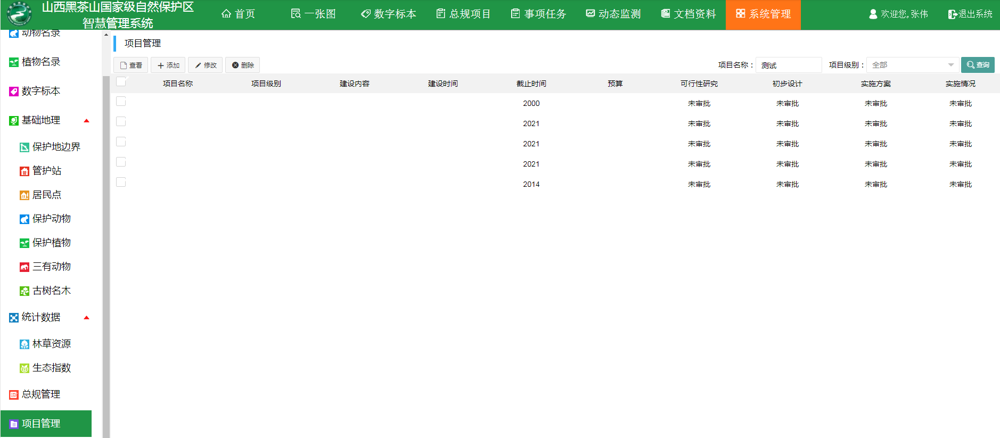 山西黑茶山国家级自然保护区
智慧管理系统
首页 一张图 数字标本 总规项目 事项任务 动态监测 文档资料 系统管理 欢迎您,张伟 退出系统
动物名录
植物名录
数字标本
基础地理
保护地边界
管护站
居民点
保护动物
保护植物
三有动物
古树名木
统计数据
林草资源
生态指数
总规管理
项目管理
项目管理
查看 添加 修改 删除 项目名称： 测试 项目级别： 全部 查询
项目名称 项目级别 建设内容 建设时间 截止时间 预算 可行性研究 初步设计 实施方案 实施情况
2000 未审批 未审批 未审批 未审批
2021 未审批 未审批 未审批 未审批
2021 未审批 未审批 未审批 未审批
2021 未审批 未审批 未审批 未审批
2014 未审批 未审批 未审批 未审批